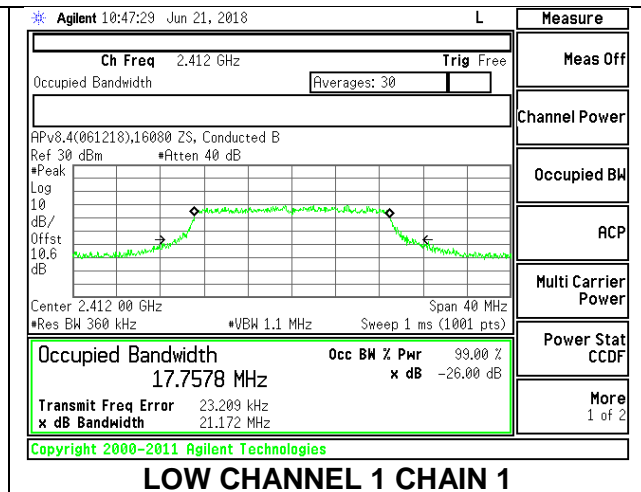 Agilent 10:47:29 Jun 21, 2018 L Measure
Ch Freq 2.412 GHz Trig Free
Occupied Bandwidth Averages: 30
Meas Off
Channel Power
Occupied BW
ACP
Multi Carrier
Power
Power Stat
CCDF
More
1 of 2
APv8.4(061218),16080 ZS, Conducted B
Ref 30 dBm #Atten 40 dB
#Peak
Log
10
dB/
Offst
10.6
dB
Center 2.412 00 GHz Span 40 MHz
#Res BW 360 kHz #VBW 1.1 MHz Sweep 1 ms (1001 pts)
Occupied Bandwidth Occ BW % Pwr 99.00 %
17.7578 MHz x dB -26.00 dB
Transmit Freq Error 23.209 kHz
x dB Bandwidth 21.172 MHz
Copyright 2000-2011 Agilent Technologies
LOW CHANNEL 1 CHAIN 1